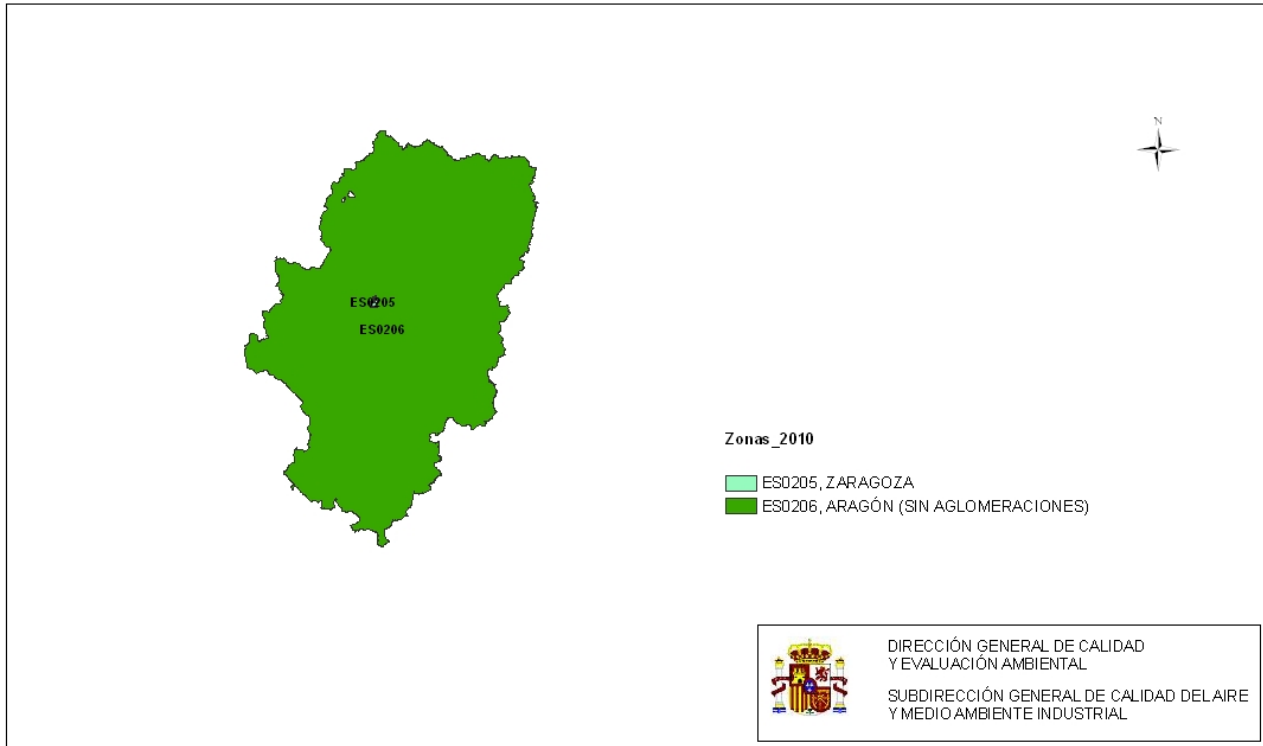 N
ES0205
ES0206
Zonas_2010
ES0205, ZARAGOZA
ES0206, ARAGÓN (SIN AGLOMERACIONES)
DIRECCIÓN GENERAL DE CALIDAD
Y EVALUACIÓN AMBIENTAL
SUBDIRECCIÓN GENERAL DE CALIDAD DEL AIRE
Y MEDIO AMBIENTE INDUSTRIAL